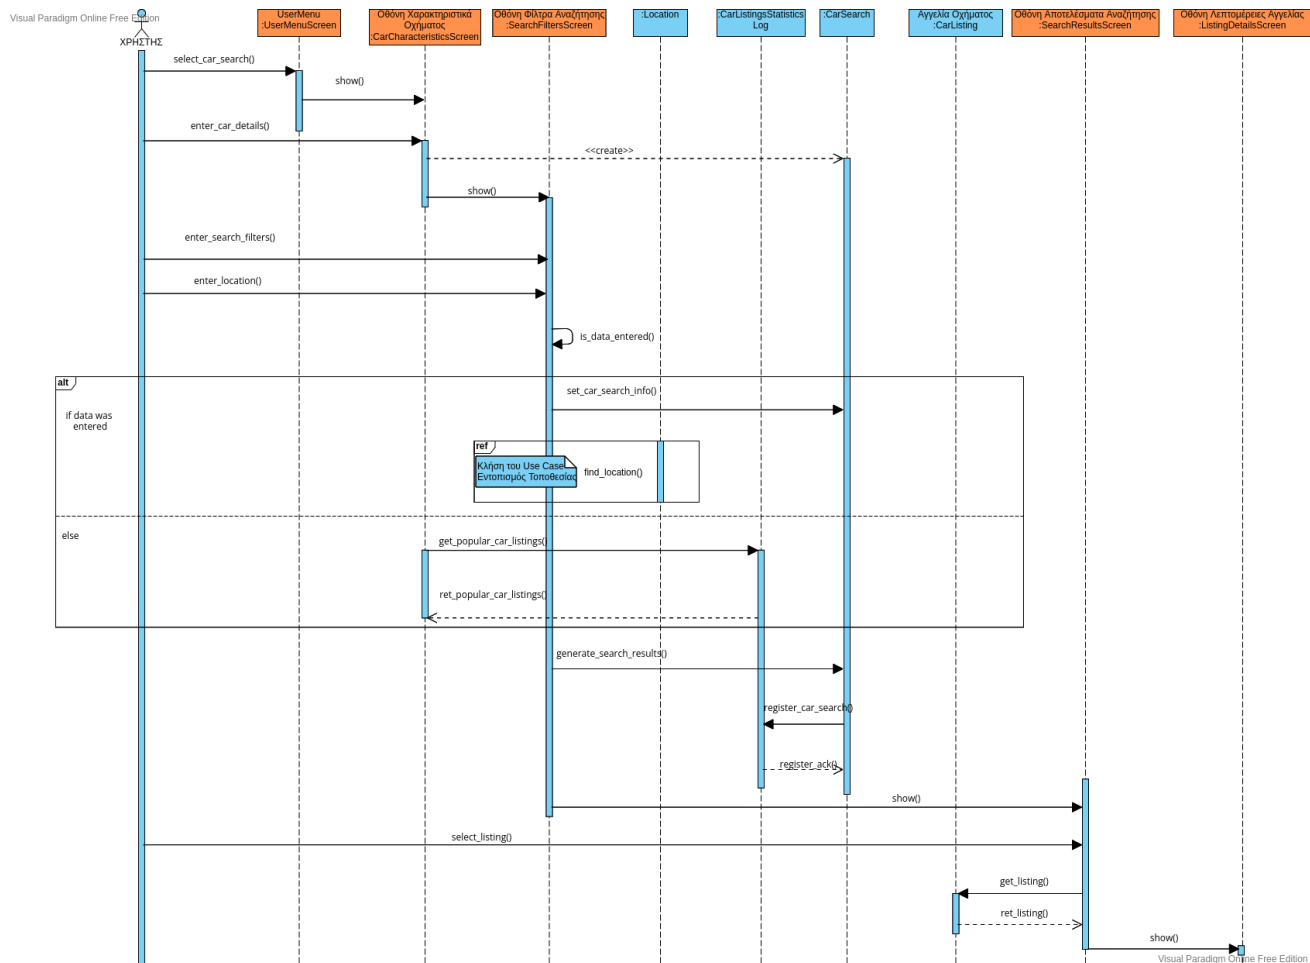 Visual Paradigm Online Free Edition
ΧΡΗΣΤΗΣ
UserMenu
:UserMenuScreen
Οθόνη Χαρακτηριστικά
Οχήματος
:CarCharacteristicsScreen
Οθόνη Φίλτρα Αναζήτησης
:SearchFiltersScreen
:Location
:CarListingsStatistics
Log
:CarSearch
Αγγελία Οχήματος
:CarListing
Οθόνη Αποτελέσματα Αναζήτησης
:SearchResultsScreen
Οθόνη Λεπτομέρειες Αγγελίας
:ListingDetailsScreen
select_car_search()
show()
enter_car_details()
<<create>>
show()
enter_search_filters()
enter_location()
is_data_entered()
alt
if data was
entered
set_car_search_info()
ref
Κλήση του Use Case
Εντοπισμός Τοποθεσίας
find_location()
else
get_popular_car_listings()
ret_popular_car_listings()
generate_search_results()
register_car_search()
register_ack()
show()
select_listing()
get_listing()
ret_listing()
show()
Visual Paradigm Online Free Edition